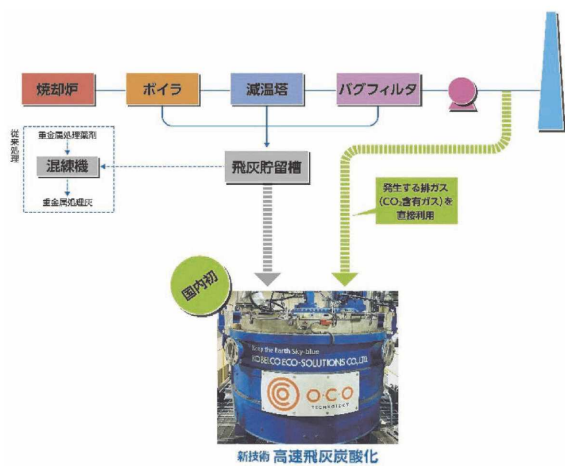 焼却炉
ボイラ
減温塔
バグフィルタ
従来処理
重金属処理薬剤
混練機
重金属処理灰
飛灰貯留槽
発生する排ガス
（CO₂含有ガス）を
直接利用
国内初
Keep the Earth Sky-blue
KOBELCO ECO-SOLUTIONS CO., LTD.
O·C·O
TECHNOLOGY
新技術 高速飛灰炭酸化